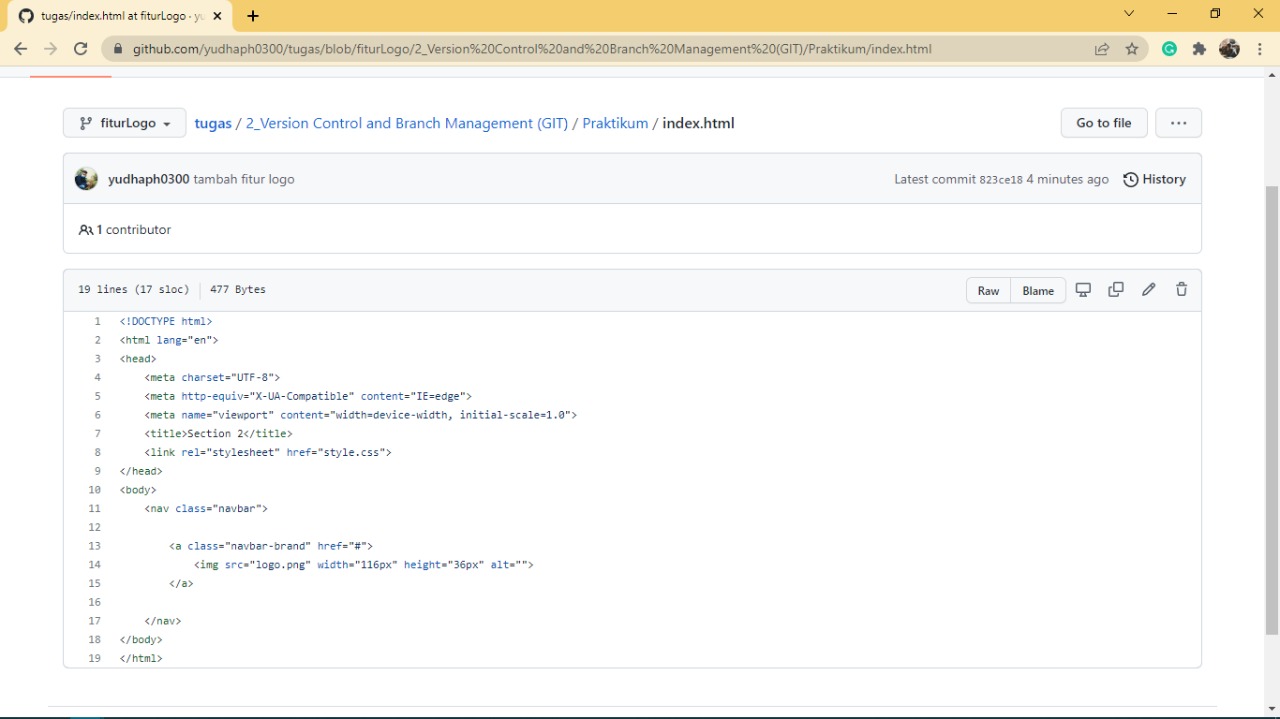 tugas/index.html at fiturLogo · yu
github.com/yudhaph0300/tugas/blob/fiturLogo/2_Version%20Control%20and%20Branch%20Management%20(GIT)/Praktikum/index.html
fiturLogo tugas / 2_Version Control and Branch Management (GIT) / Praktikum / index.html Go to file ...
yudhaph0300 tambah fitur logo Latest commit 823ce18 4 minutes ago History
1 contributor
19 lines (17 sloc) 477 Bytes Raw Blame
1 <!DOCTYPE html>
2 <html lang="en">
3 <head>
4     <meta charset="UTF-8">
5     <meta http-equiv="X-UA-Compatible" content="IE=edge">
6     <meta name="viewport" content="width=device-width, initial-scale=1.0">
7     <title>Section 2</title>
8     <link rel="stylesheet" href="style.css">
9 </head>
10 <body>
11     <nav class="navbar">
12
13         <a class="navbar-brand" href="#">
14             <img src="logo.png" width="116px" height="36px" alt="">
15         </a>
16
17     </nav>
18 </body>
19 </html>